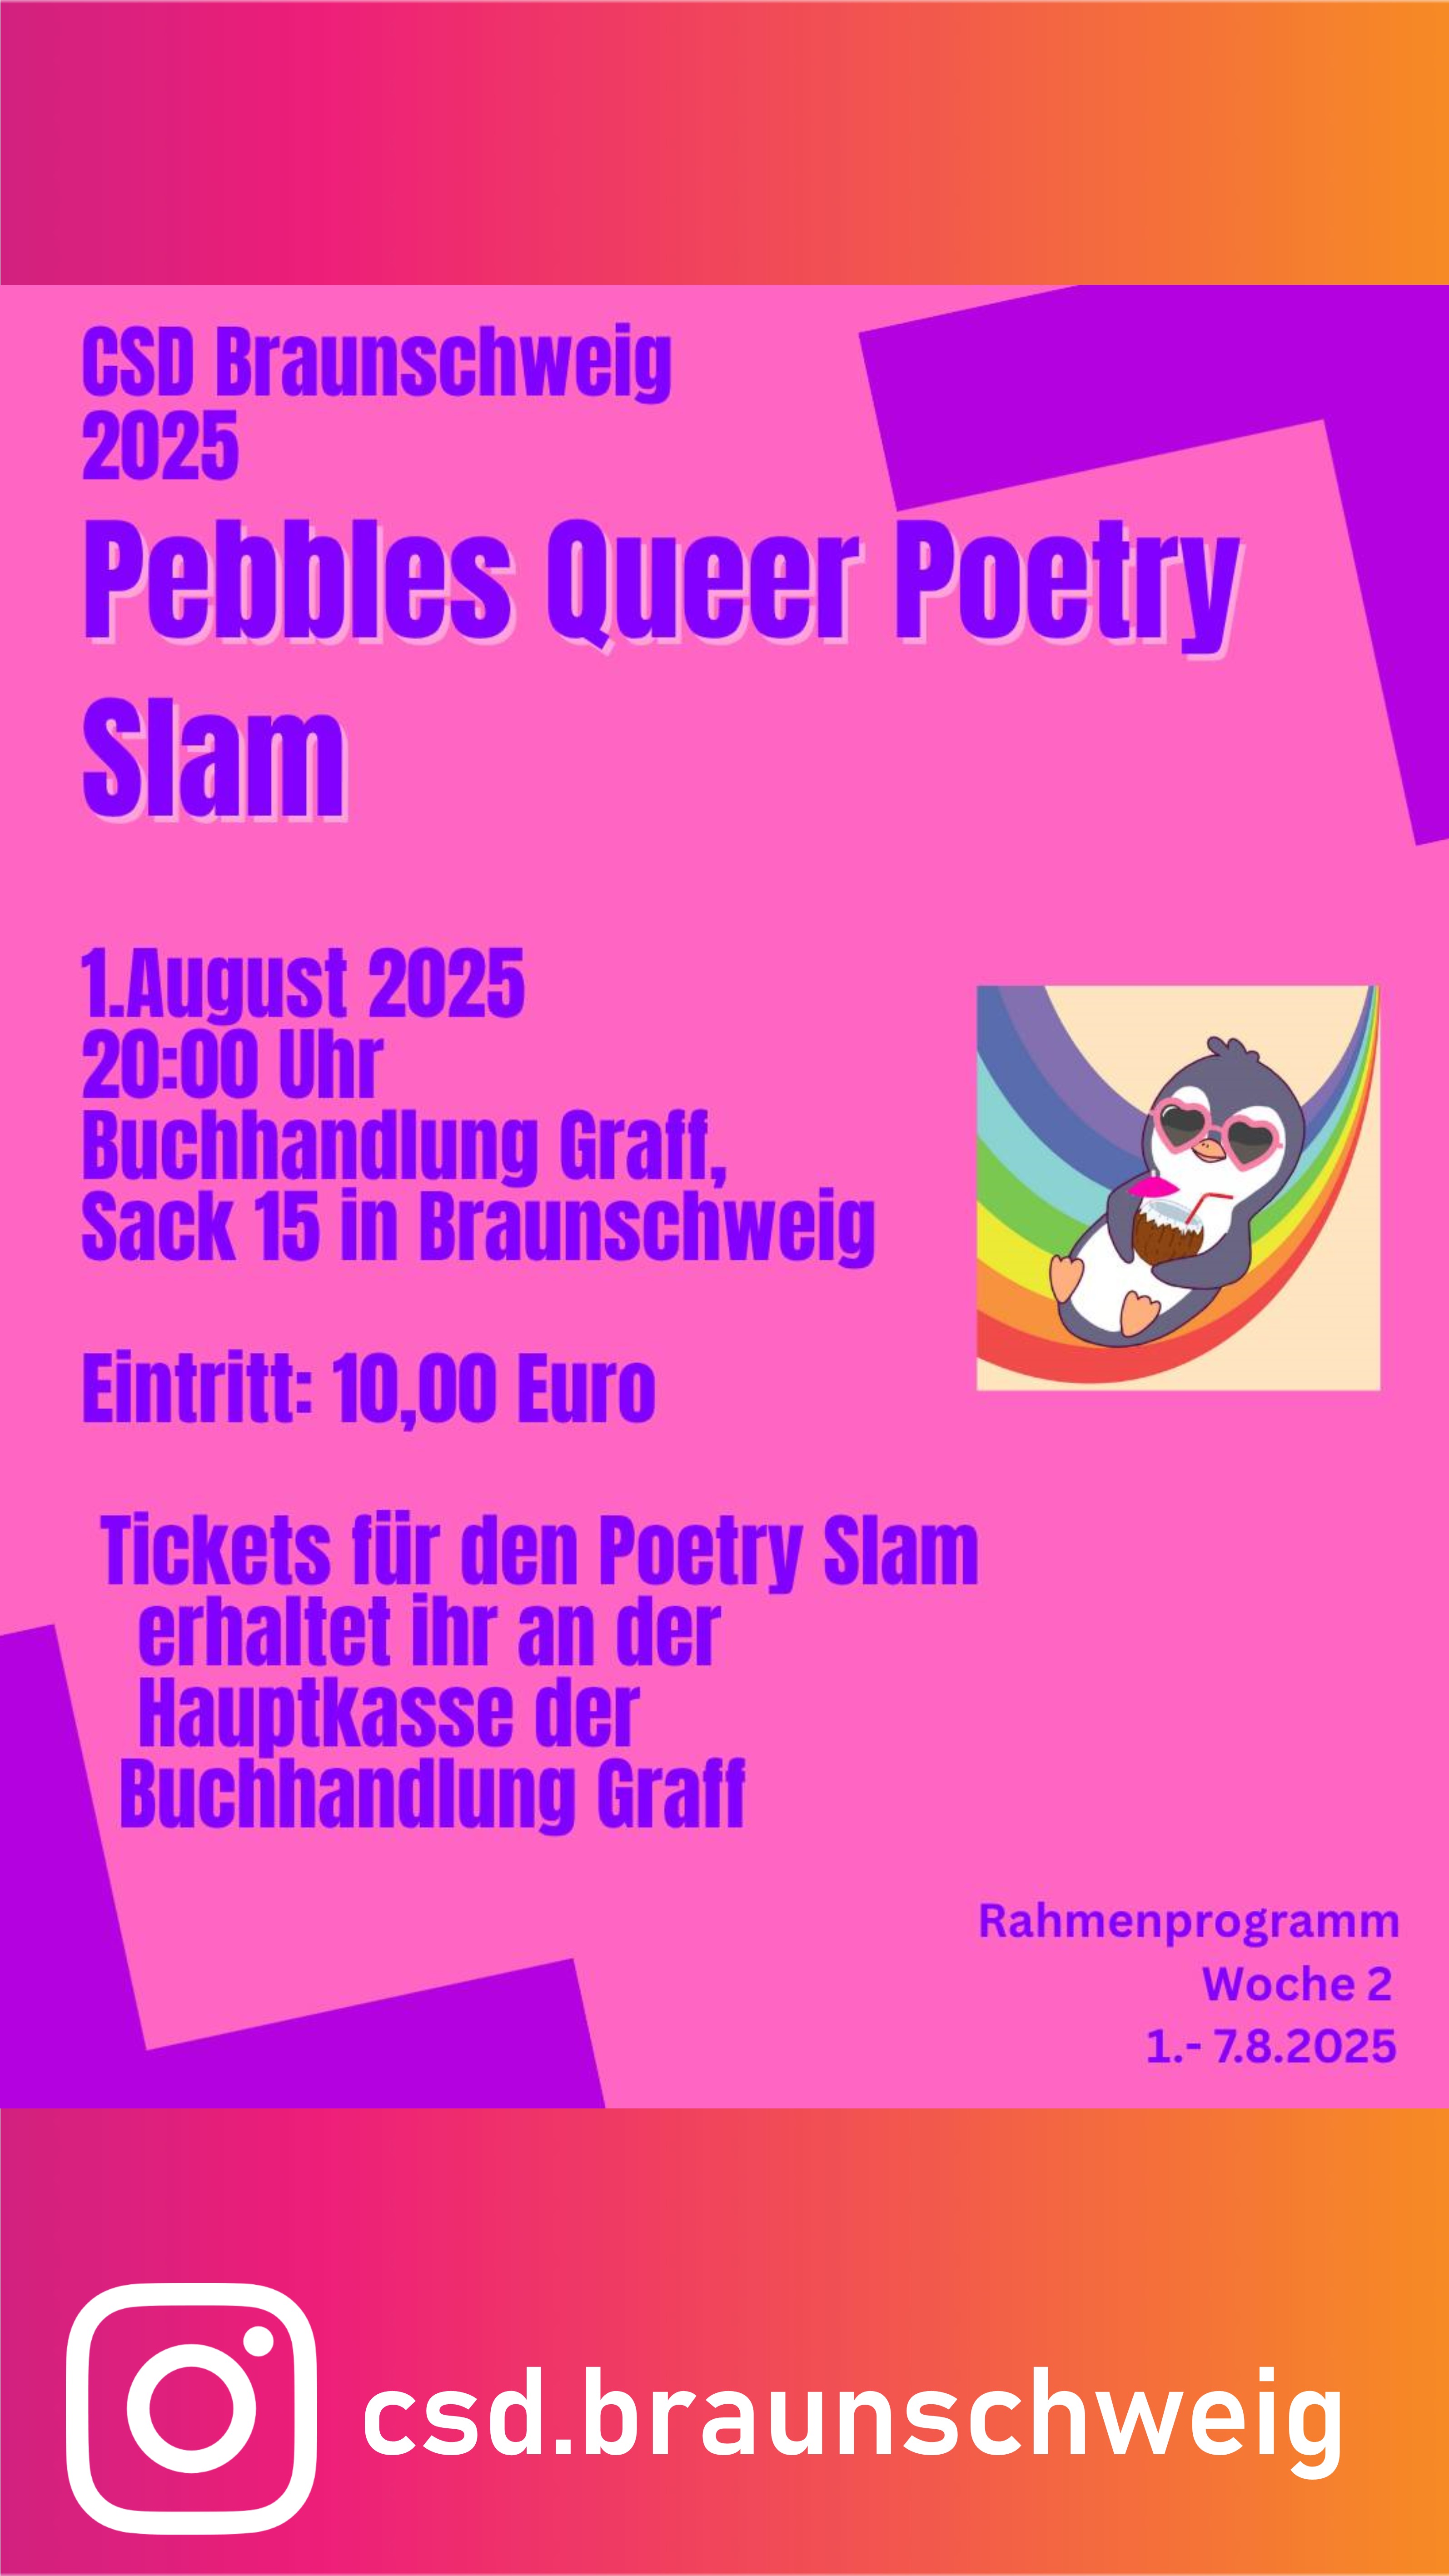 CSD Braunschweig
2025
Pebbles Queer Poetry
Slam
1.August 2025
20:00 Uhr
Buchhandlung Graff,
Sack 15 in Braunschweig
Eintritt: 10,00 Euro
Tickets für den Poetry Slam
erhaltet ihr an der
Hauptkasse der
Buchhandlung Graff
Rahmenprogramm
Woche 2
1.- 7.8.2025
csd.braunschweig